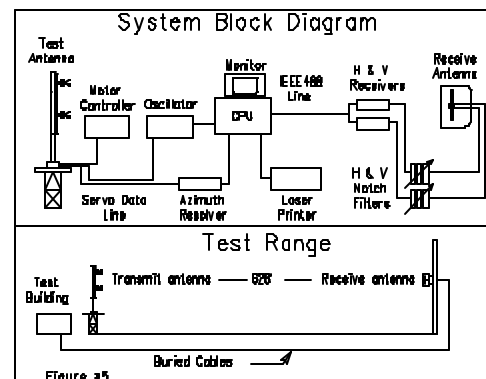 System Block Diagram
Test
Antenna
Motor
Controller
Oscillator
Monitor
CPU
IEEE488
Line
H & V
Receivers
Receive
Antenna
Servo Data
Line
Azimuth
Resolver
Laser
Printer
H & V
Notch
Filters
Test Range
Test
Building
Transmit antenna
Receive antenna
Buried Cables